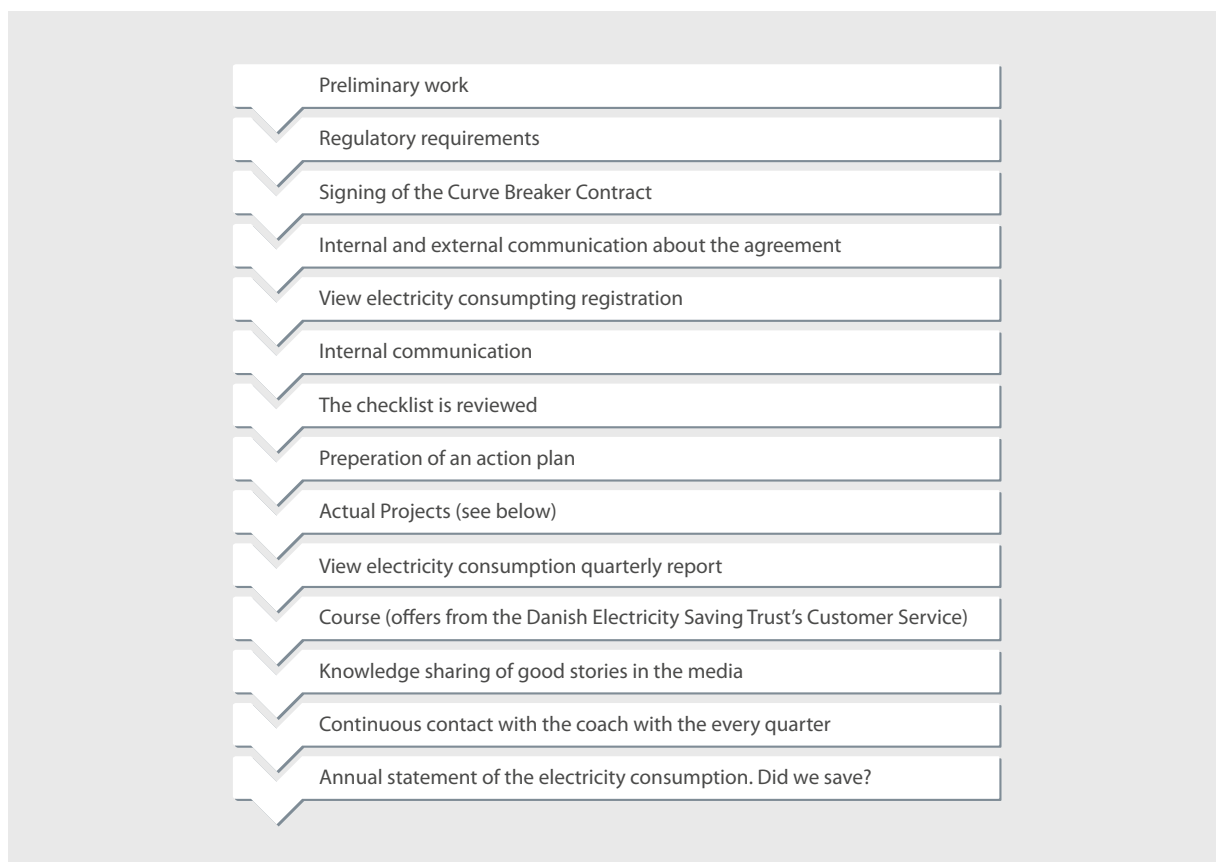 Preliminary work
Regulatory requirements
Signing of the Curve Breaker Contract
Internal and external communication about the agreement
View electricity consumpting registration
Internal communication
The checklist is reviewed
Preperation of an action plan
Actual Projects (see below)
View electricity consumption quarterly report
Course (offers from the Danish Electricity Saving Trust’s Customer Service)
Knowledge sharing of good stories in the media
Continuous contact with the coach with the every quarter
Annual statement of the electricity consumption. Did we save?